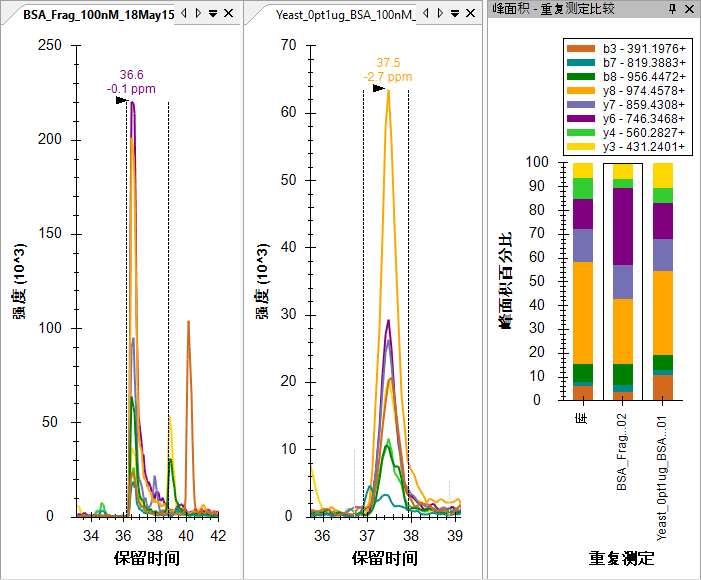 BSA_Frag_100nM_18May15
250
200
150
100
50
0
强度 (10^3)
36.6
-0.1 ppm
34
36
38
40
42
保留时间
Yeast_0pt1ug_BSA_100nM_
70
60
50
40
30
20
10
0
强度 (10^3)
37.5
-2.7 ppm
36
37
38
39
保留时间
峰面积 - 重复测定比较
b3 - 391.1976+
b7 - 819.3883+
b8 - 956.4472+
y8 - 974.4578+
y7 - 859.4308+
y6 - 746.3468+
y4 - 560.2827+
y3 - 431.2401+
100
90
80
70
60
50
40
30
20
10
0
峰面积百分比
库
BSA_Frag...02
Yeast_0pt1ug_BSA...01
重复测定